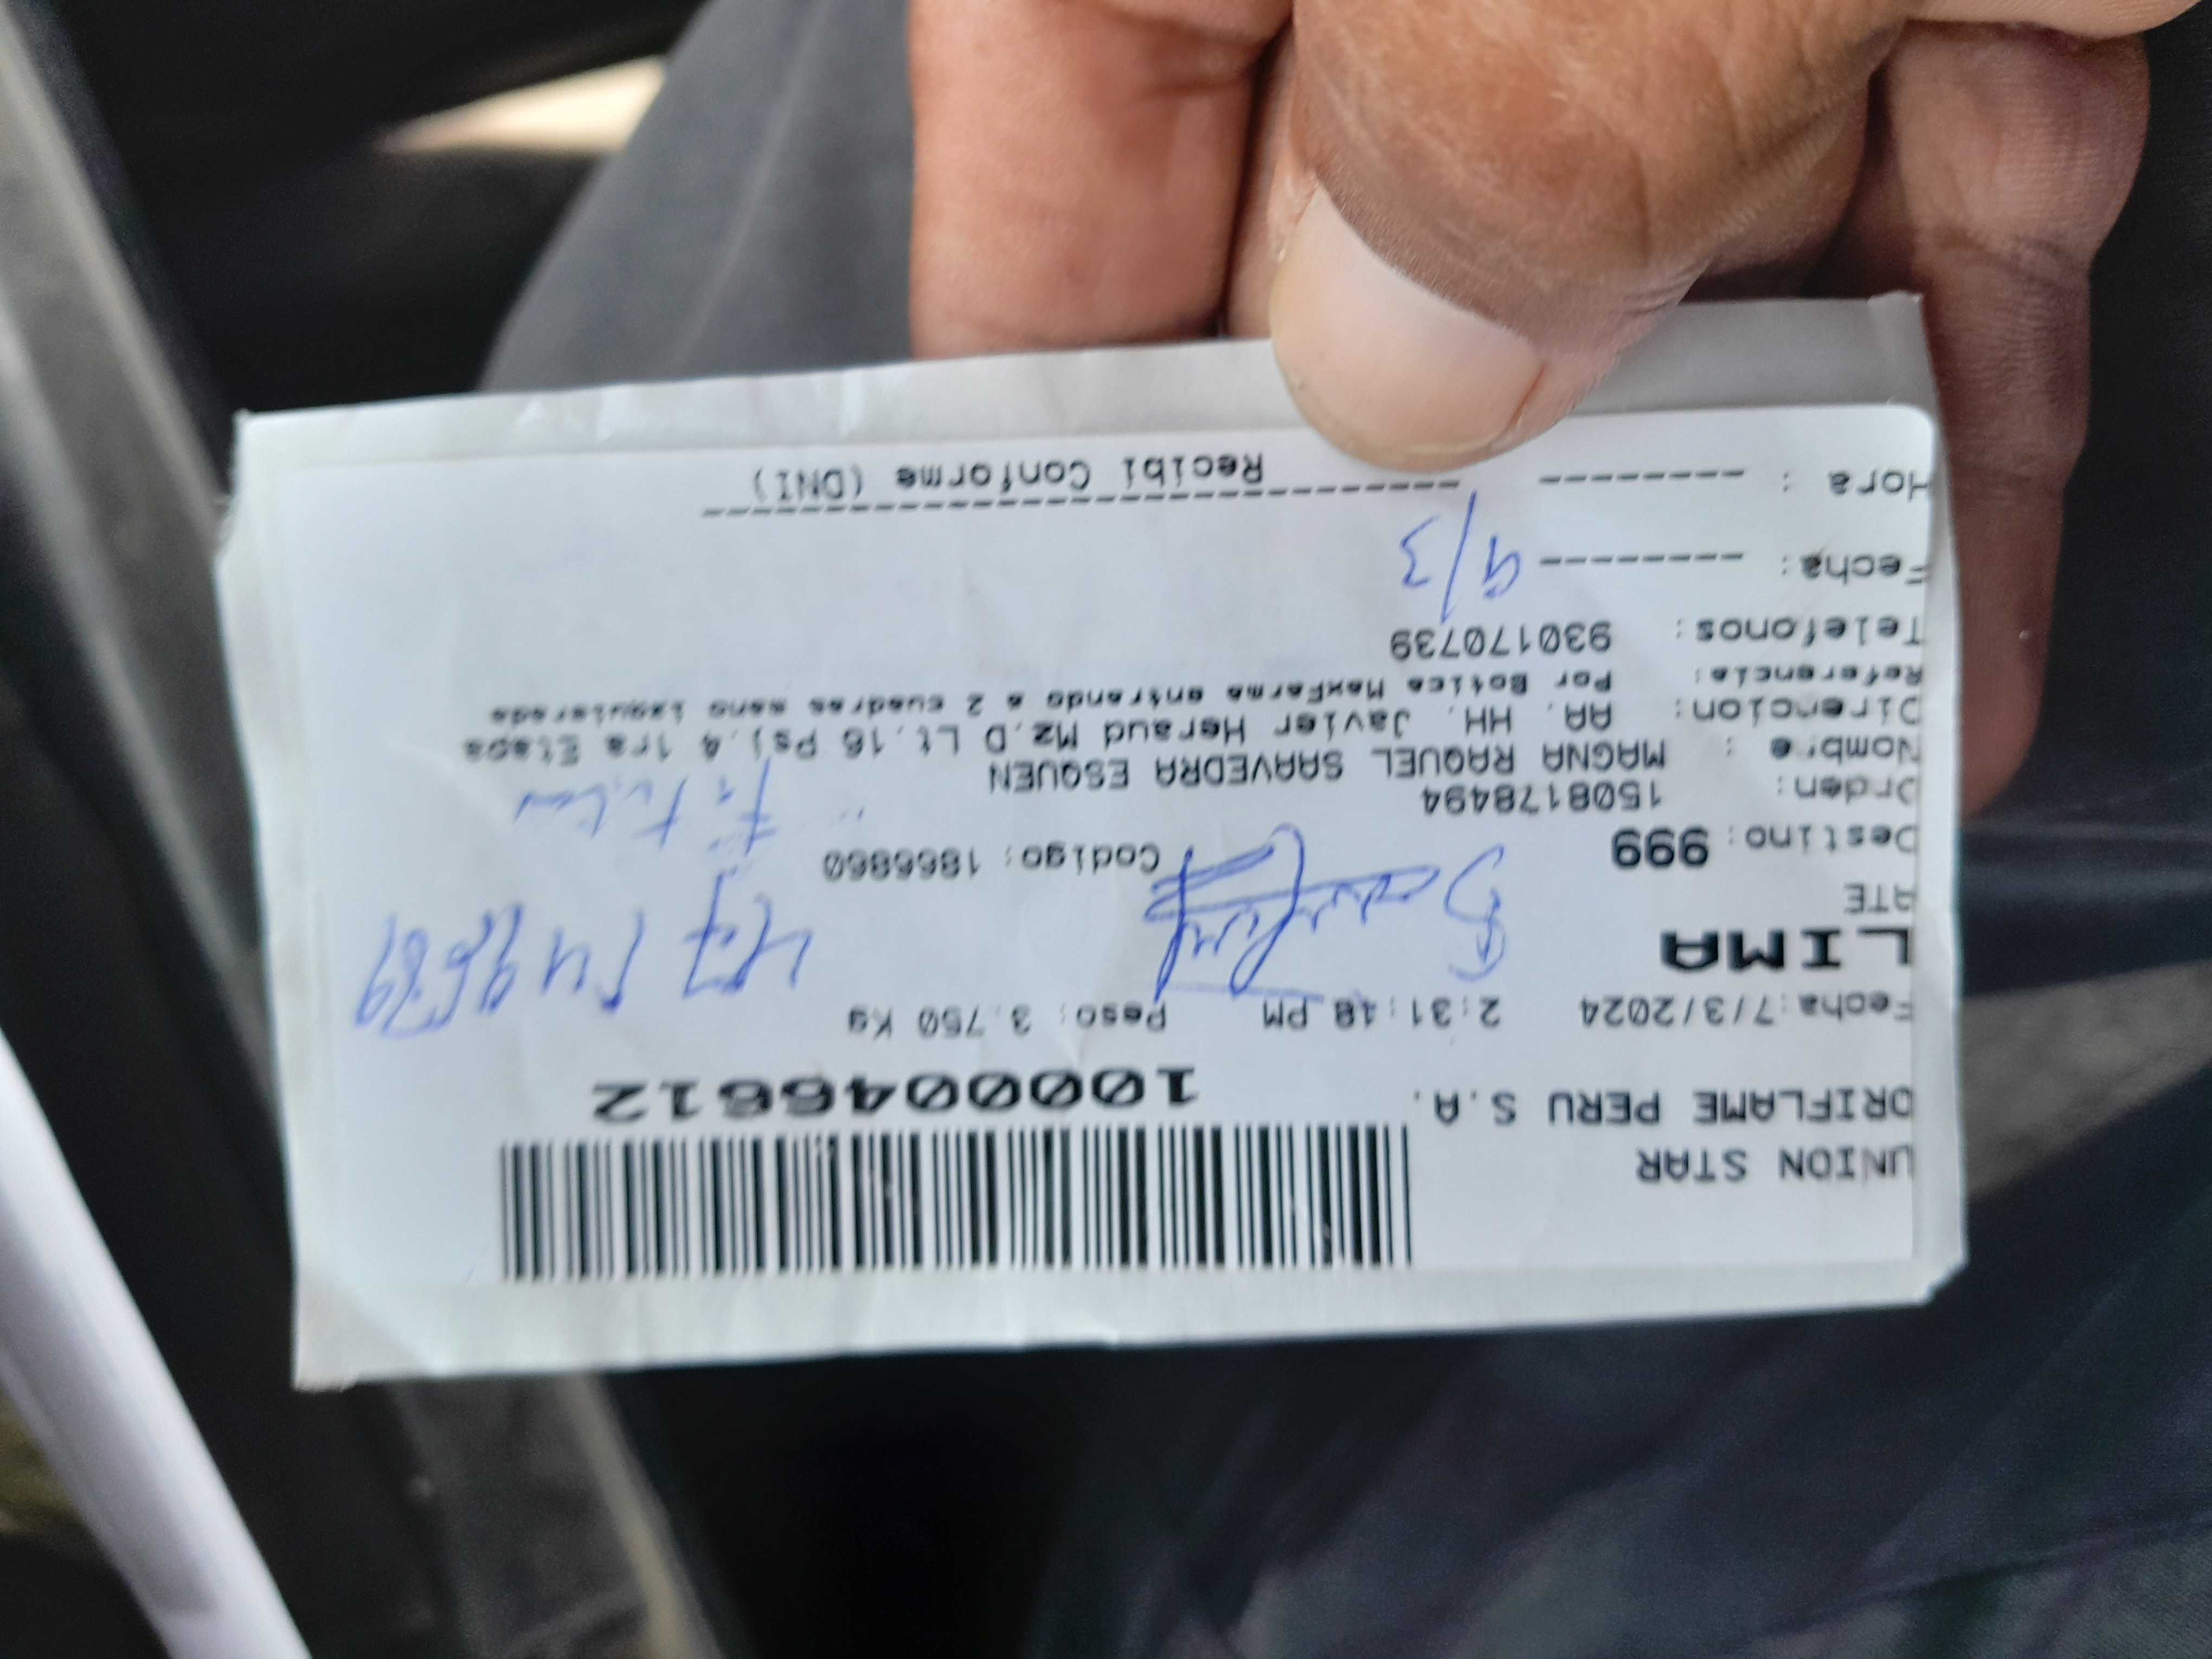 UNION STAR
ORIFLAME PERU S.A. 1000046612
Fecha:7/3/2024 2:31:48 PM Peso: 3.750 Kg
LIMA
ATE
Destino: 999 Codigo: 1866860
Orden: 1508178494
Nombre : MAGNA RAQUEL SAAVEDRA ESQUEN
Direncion: AA. HH. Javier Heraud Mz.D Lt.16 Psj.4 1ra Etapa
Referencia: Por Botica MaxFarma entrando a 2 cuadras mano izquierada
Telefonos: 930170739
Fecha: -------- 9/3
Hora : --------
Recibi Conforme (DNI)